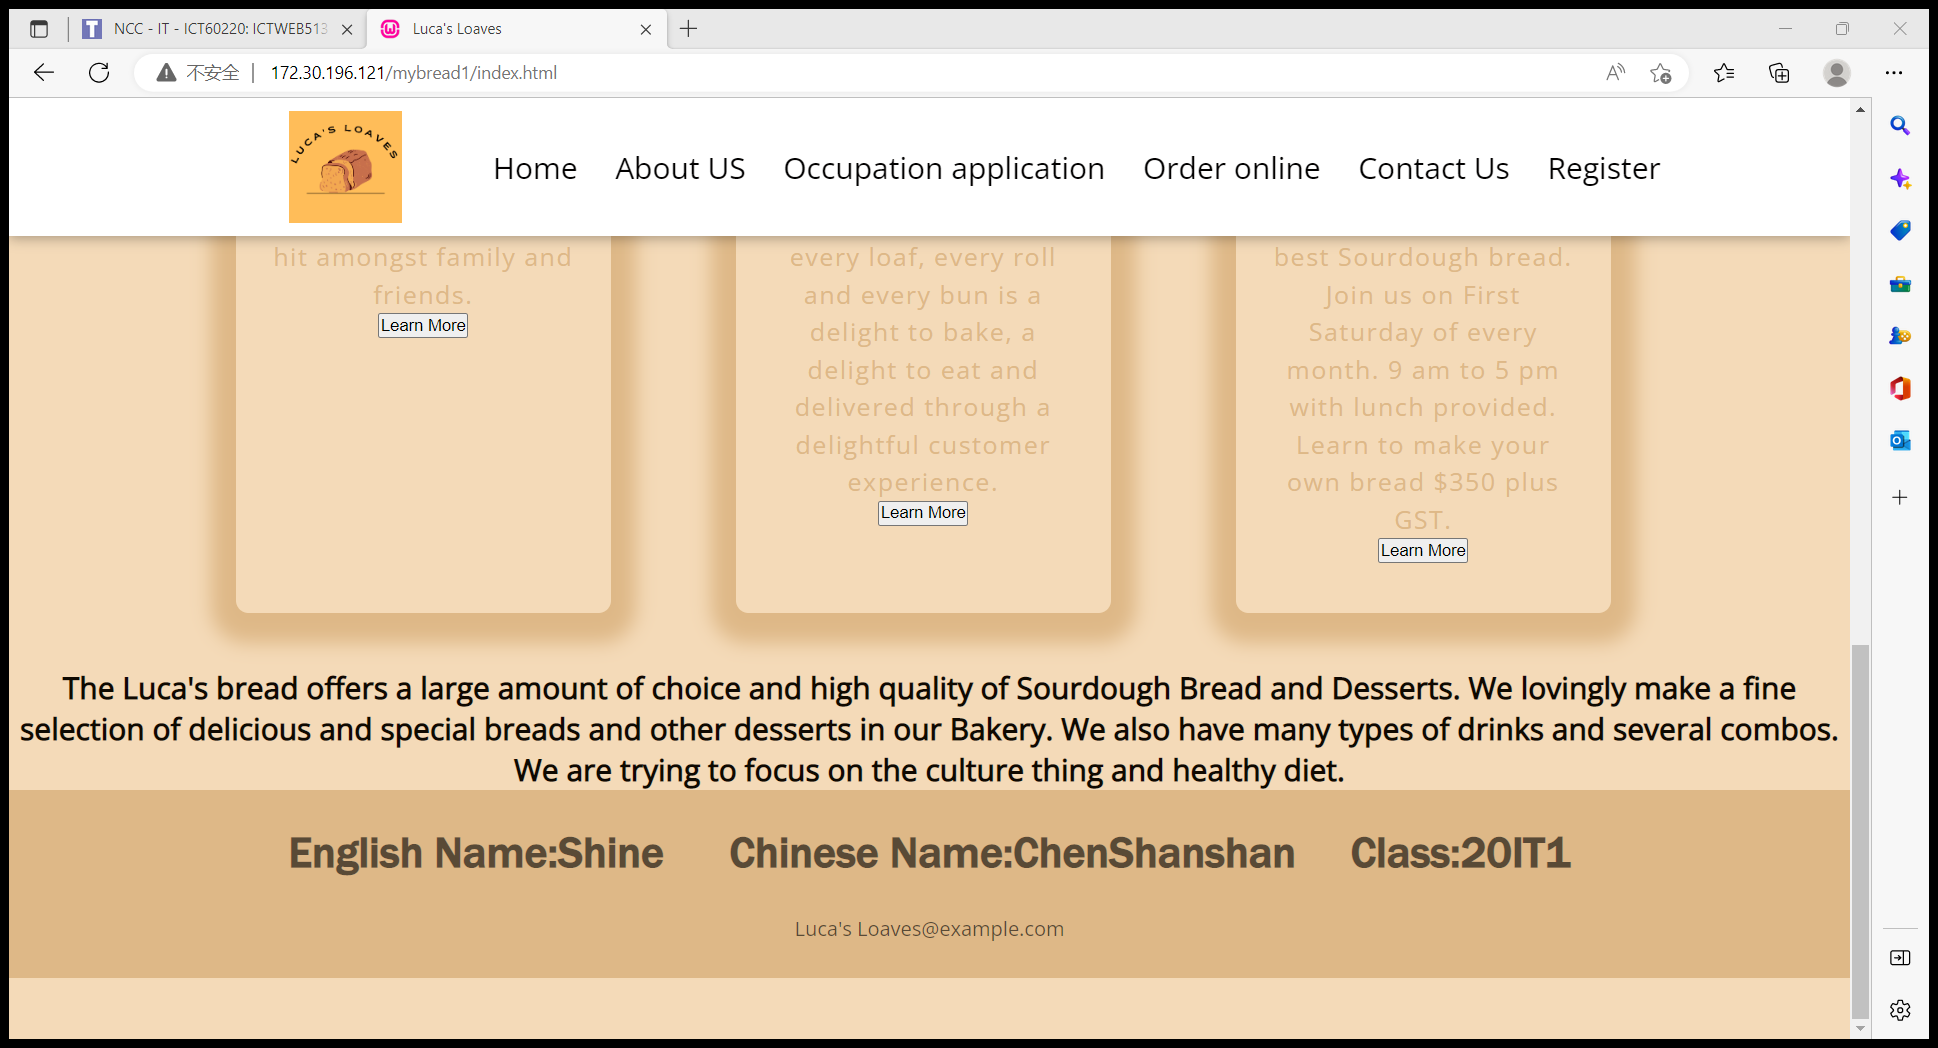 NCC - IT - ICT60220: ICTWEB513
Luca's Loaves
不安全 172.30.196.121/mybread1/index.html
LUCA'S LOAVES
Home About US Occupation application Order online Contact Us Register
hit amongst family and
friends.
Learn More
every loaf, every roll
and every bun is a
delight to bake, a
delight to eat and
delivered through a
delightful customer
experience.
Learn More
best Sourdough bread.
Join us on First
Saturday of every
month. 9 am to 5 pm
with lunch provided.
Learn to make your
own bread $350 plus
GST.
Learn More
The Luca's bread offers a large amount of choice and high quality of Sourdough Bread and Desserts. We lovingly make a fine
selection of delicious and special breads and other desserts in our Bakery. We also have many types of drinks and several combos.
We are trying to focus on the culture thing and healthy diet.
English Name:Shine Chinese Name:ChenShanshan Class:20IT1
Luca's Loaves@example.com